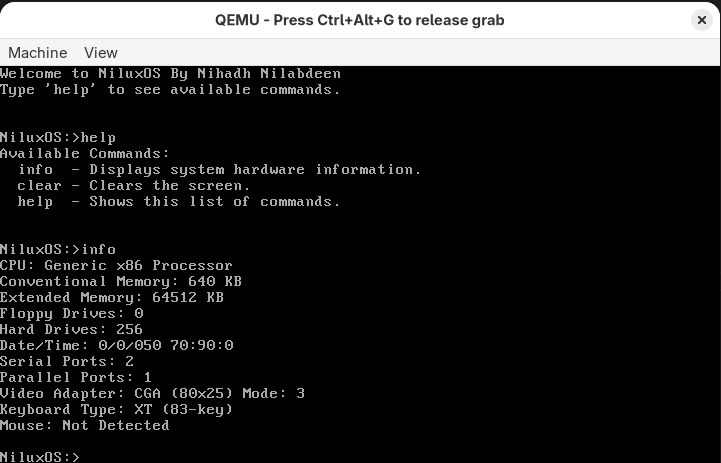 QEMU - Press Ctrl+Alt+G to release grab
Machine View
Welcome to NiluxOS By Nihadh Nilabdeen
Type 'help' to see available commands.
NiluxOS:>help
Available Commands:
info - Displays system hardware information.
clear - Clears the screen.
help - Shows this list of commands.
NiluxOS:>info
CPU: Generic x86 Processor
Conventional Memory: 640 KB
Extended Memory: 64512 KB
Floppy Drives: 0
Hard Drives: 256
Date/Time: 0/0/050 70:90:0
Serial Ports: 2
Parallel Ports: 1
Video Adapter: CGA (80x25) Mode: 3
Keyboard Type: XT (83-key)
Mouse: Not Detected
NiluxOS:>